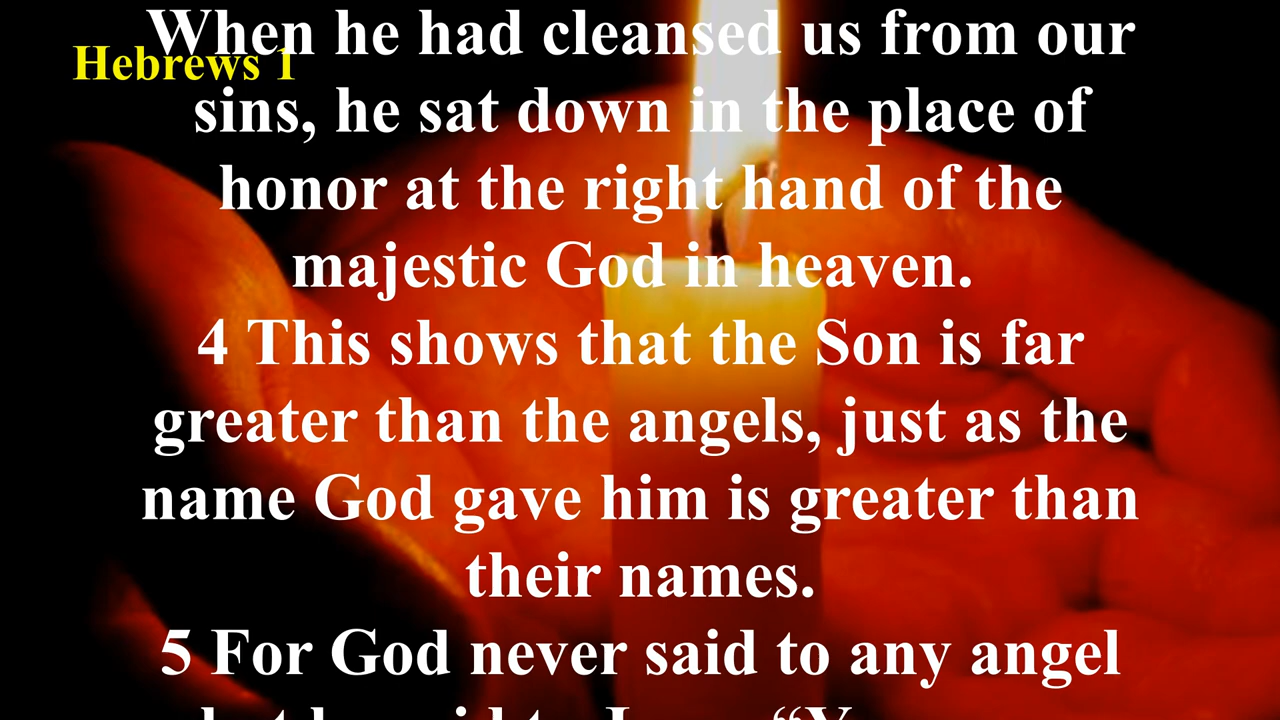 When he had cleansed us from our
Hebrews 1
sins, he sat down in the place of
honor at the right hand of the
majestic God in heaven.
4 This shows that the Son is far
greater than the angels, just as the
name God gave him is greater than
their names.
5 For God never said to any angel